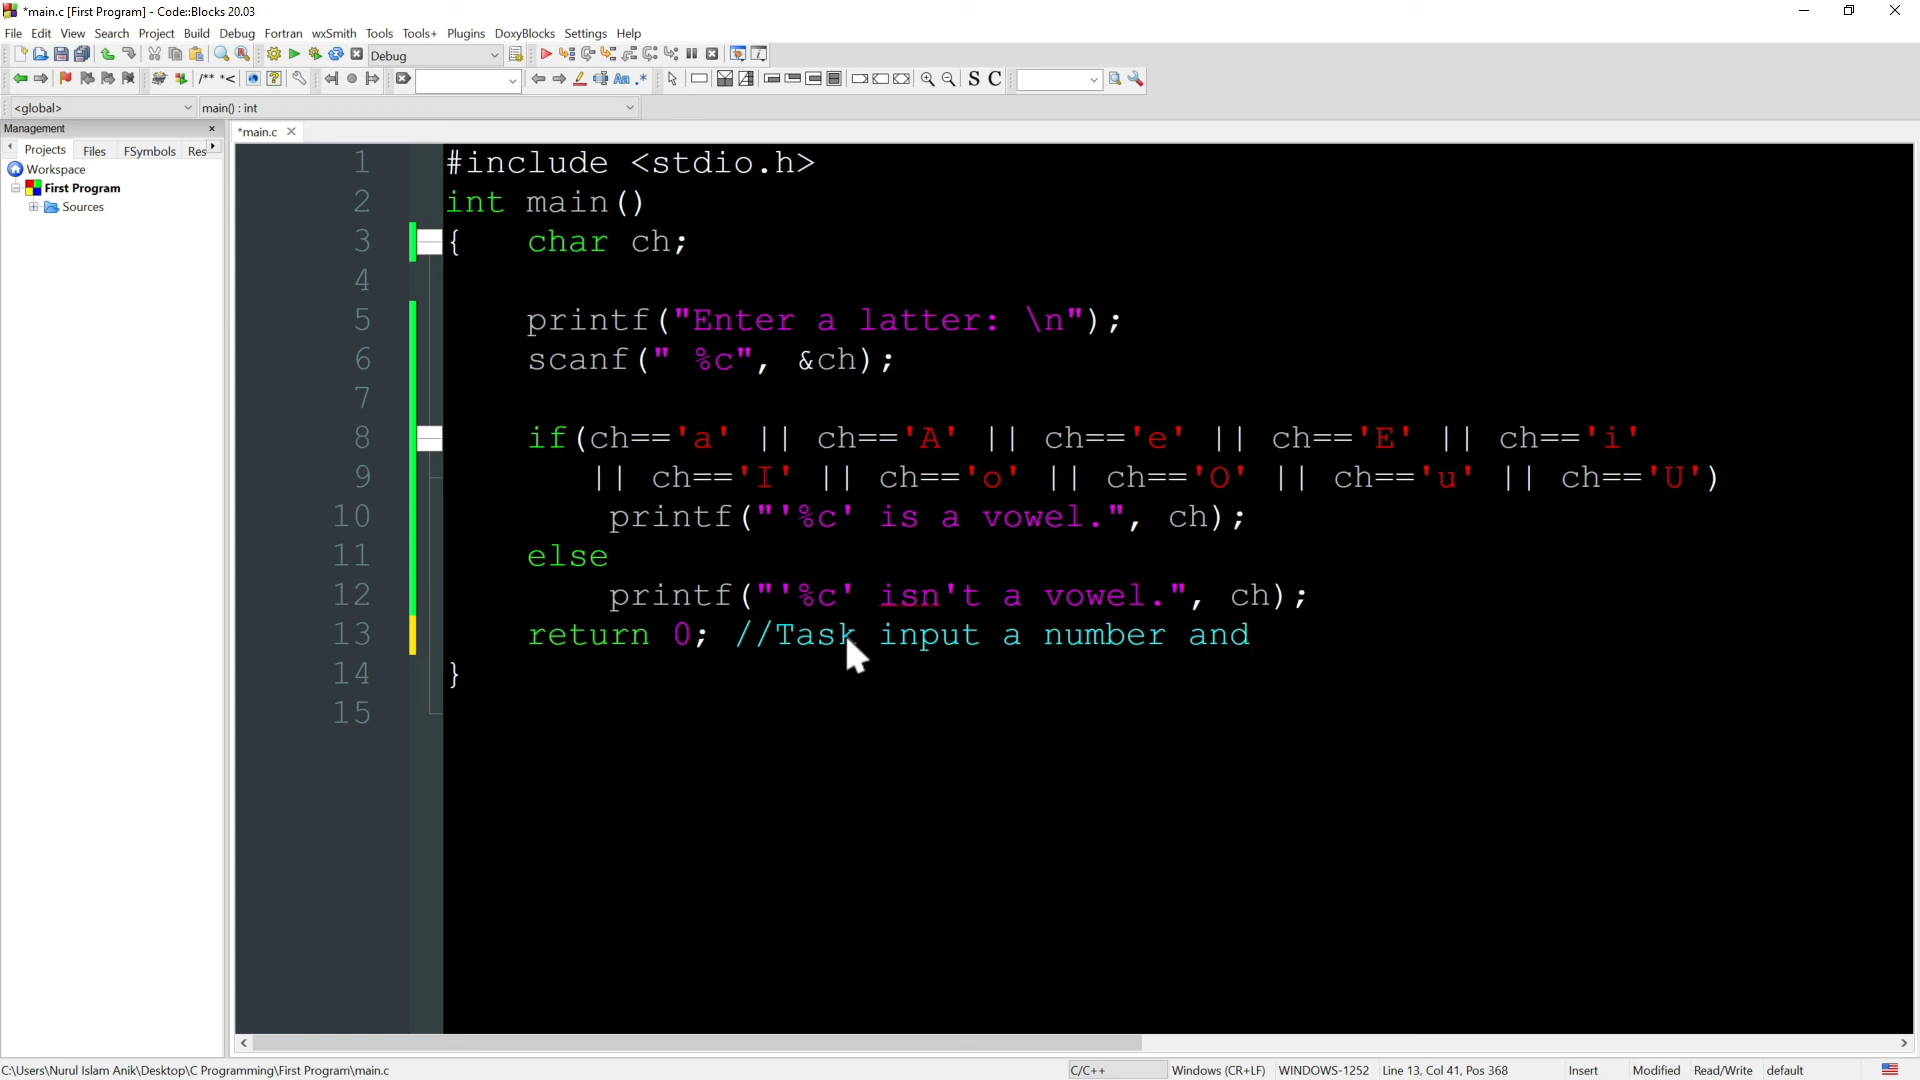 *main.c [First Program] - Code::Blocks 20.03
File Edit View Search Project Build Debug Fortran wxSmith Tools Tools+ Plugins DoxyBlocks Settings Help
Debug
/** *< Aa .* S C
<global> main() : int
Management
*main.c
Projects Files FSymbols Res
Workspace
First Program
Sources
1 #include <stdio.h>
2 int main()
3 { char ch;
4
5 printf("Enter a latter: \n");
6 scanf(" %c", &ch);
7
8 if(ch=='a' || ch=='A' || ch=='e' || ch=='E' || ch=='i'
9 || ch=='I' || ch=='o' || ch=='O' || ch=='u' || ch=='U')
10 printf("'%c' is a vowel.", ch);
11 else
12 printf("'%c' isn't a vowel.", ch);
13 return 0; //Task input a number and
14 }
15
C:\Users\Nurul Islam Anik\Desktop\C Programming\First Program\main.c C/C++ Windows (CR+LF) WINDOWS-1252 Line 13, Col 41, Pos 368 Insert Modified Read/Write default